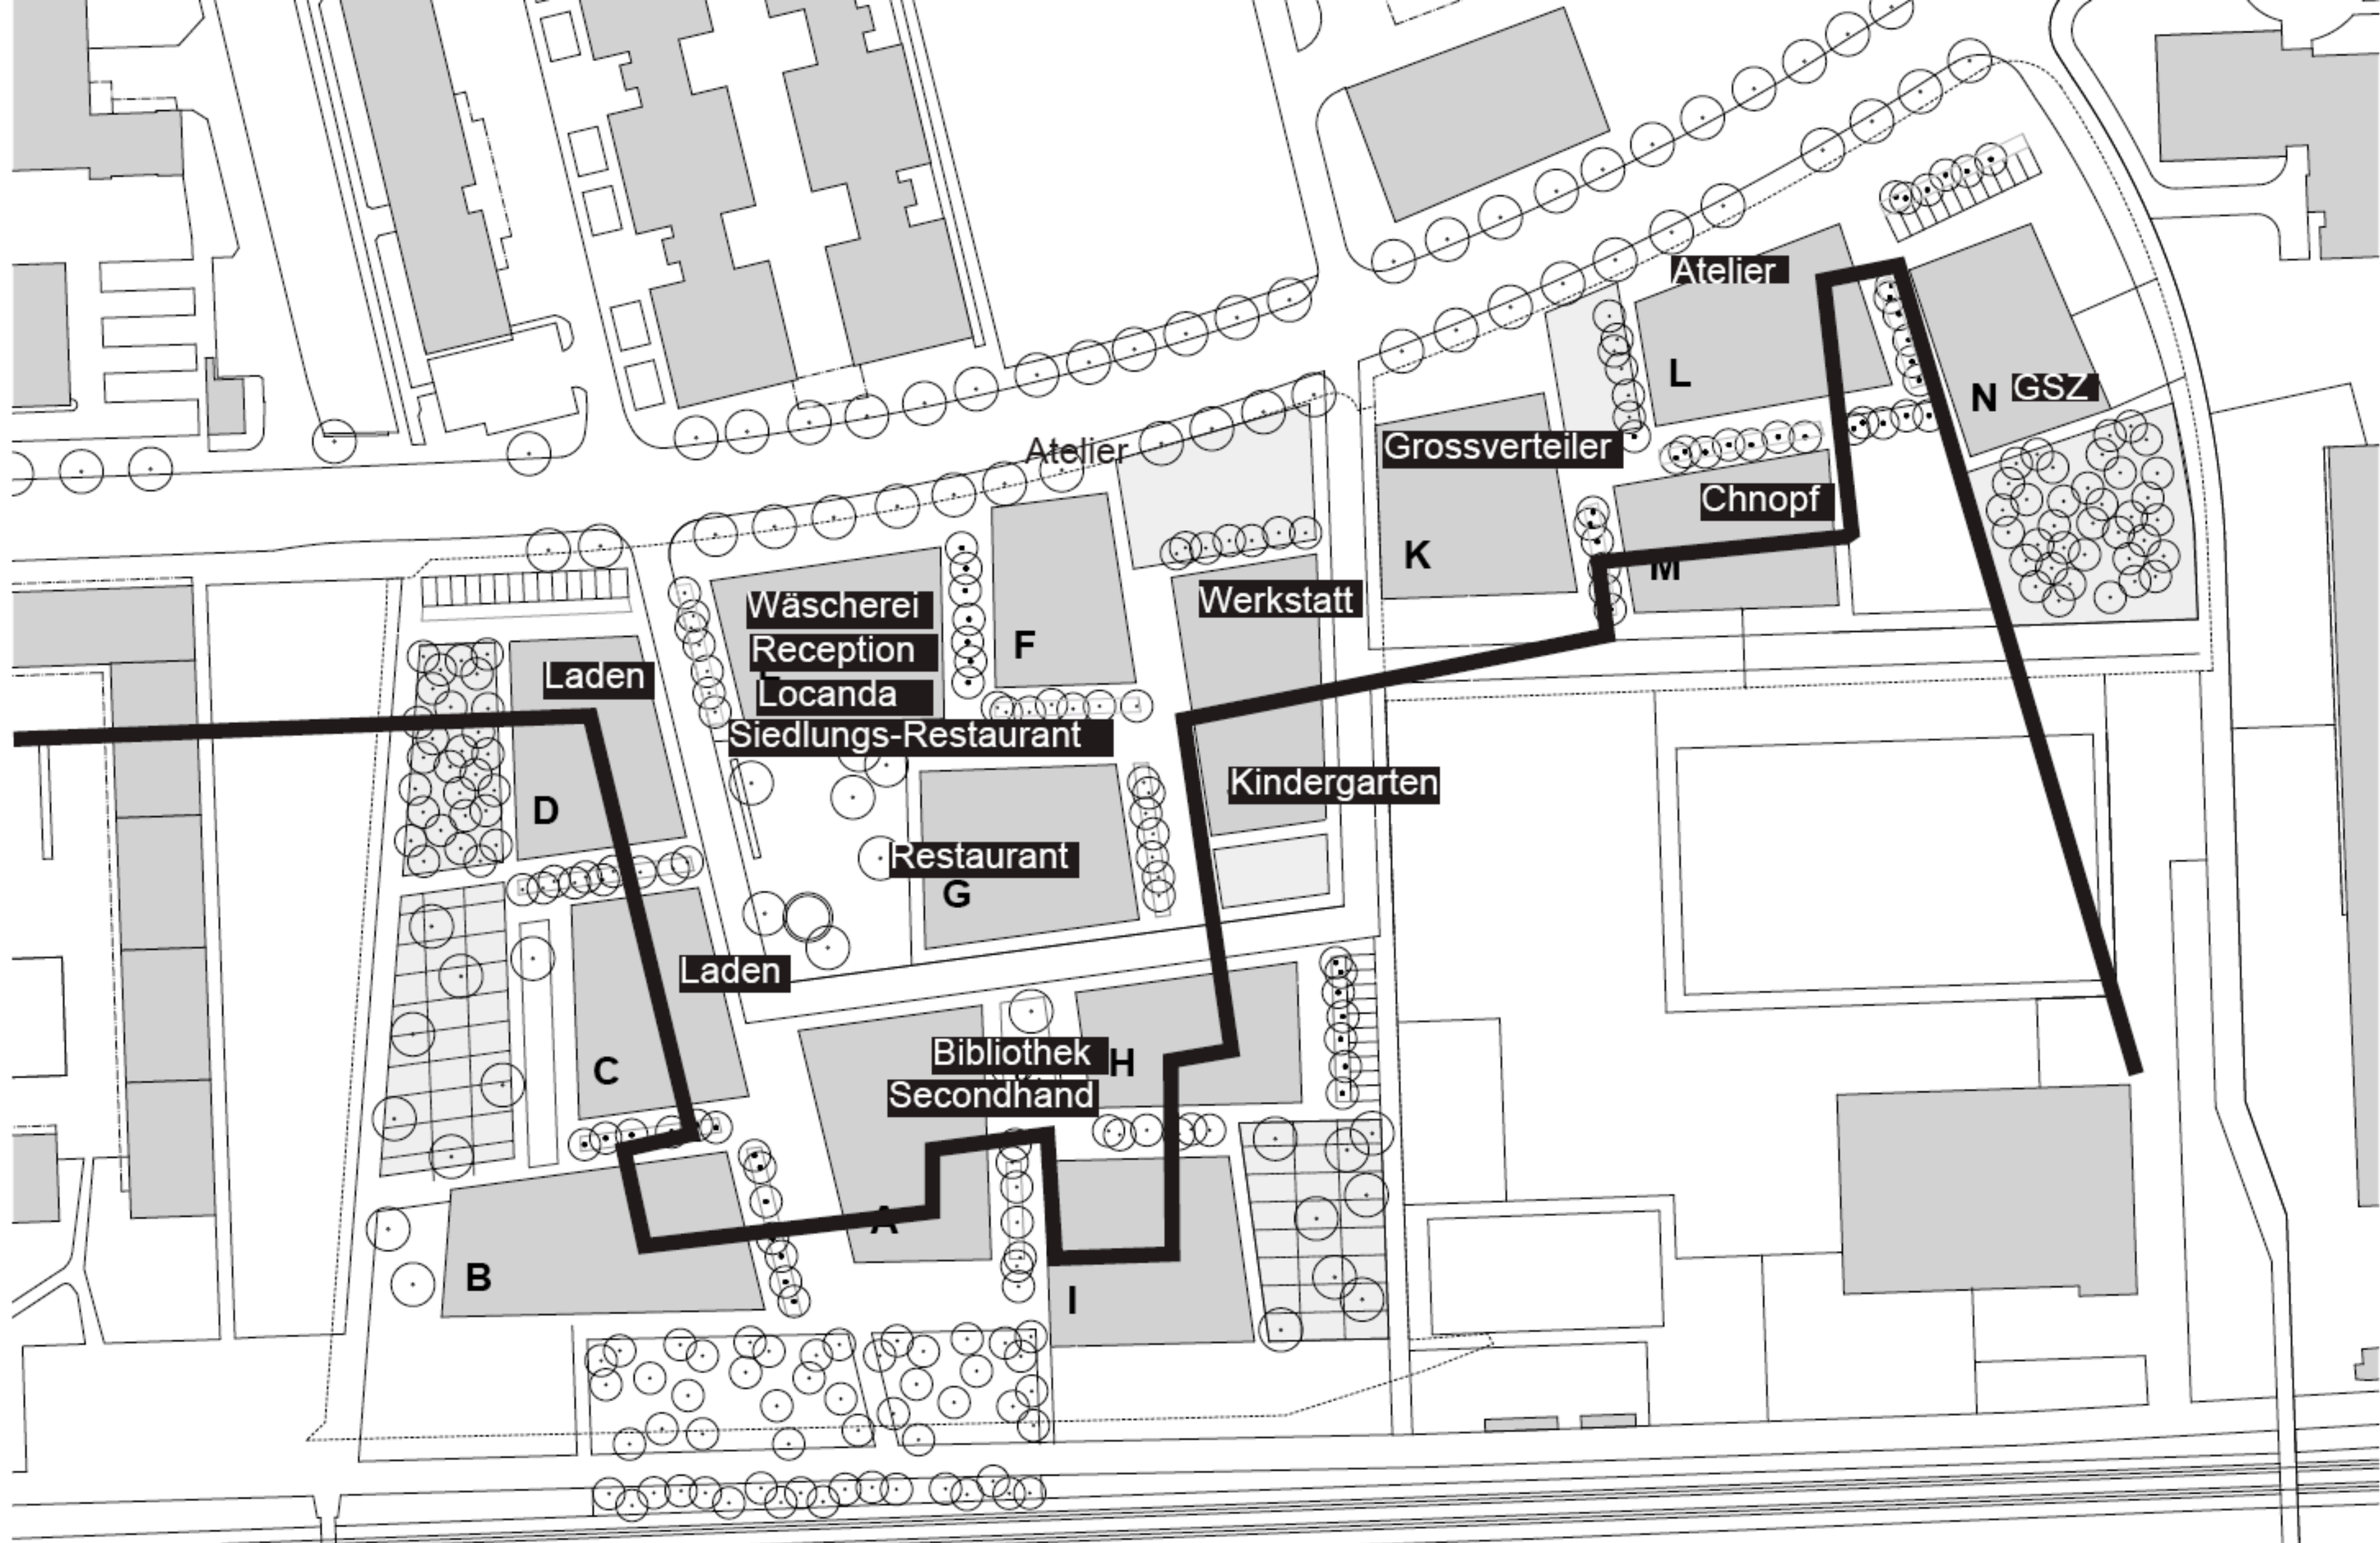 Atelier
L
N
GSZ
Atelier
Grossverteiler
Chnopf
K
M
Wäscherei
Reception
Locanda
Siedlungs-Restaurant
F
Werkstatt
Laden
D
Kindergarten
Restaurant
G
Laden
C
Bibliothek
H
Secondhand
A
B
I